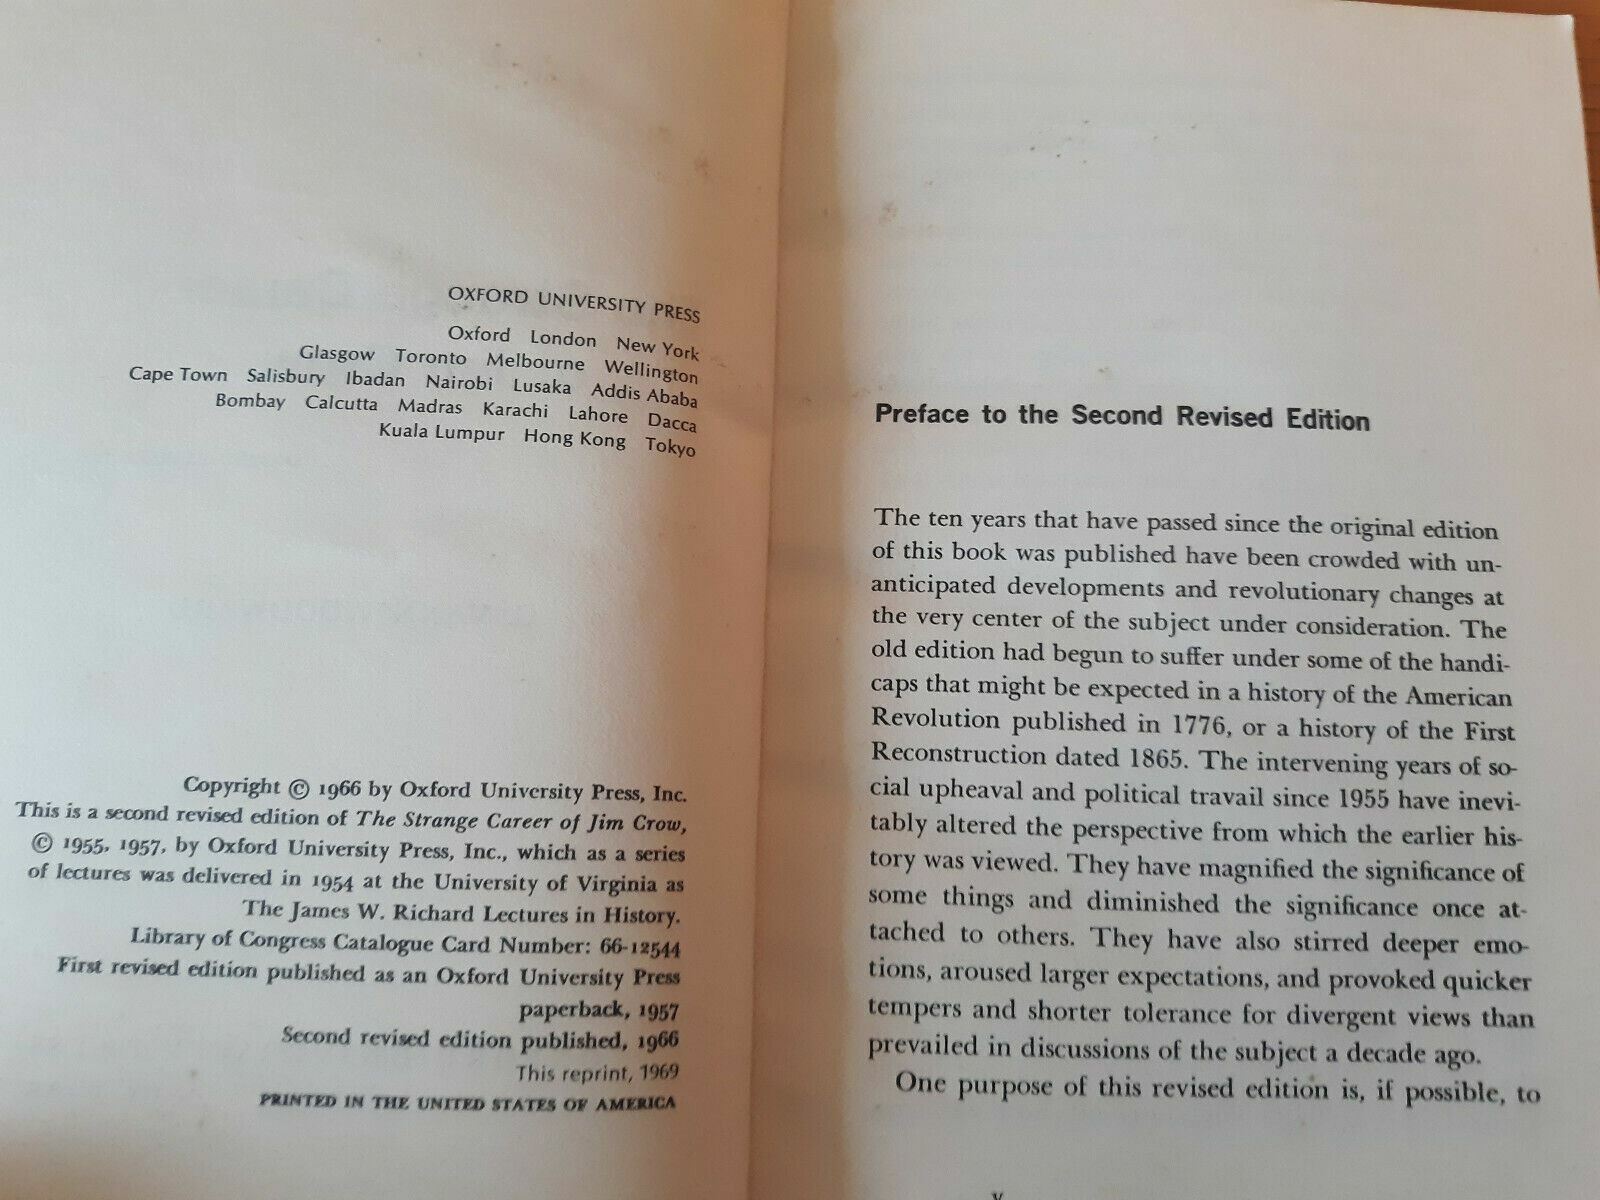 OXFORD UNIVERSITY PRESS
Oxford London New York
Glasgow Toronto Melbourne Wellington
Cape Town Salisbury Ibadan Nairobi Lusaka Addis Ababa
Bombay Calcutta Madras Karachi Lahore Dacca
Kuala Lumpur Hong Kong Tokyo
Copyright © 1966 by Oxford University Press, Inc.
This is a second revised edition of The Strange Career of Jim Crow,
© 1955, 1957, by Oxford University Press, Inc., which as a series
of lectures was delivered in 1954 at the University of Virginia as
The James W. Richard Lectures in History.
Library of Congress Catalogue Card Number: 66-12544
First revised edition published as an Oxford University Press
paperback, 1957
Second revised edition published, 1966
This reprint, 1969
PRINTED IN THE UNITED STATES OF AMERICA
Preface to the Second Revised Edition
The ten years that have passed since the original edition
of this book was published have been crowded with un-
anticipated developments and revolutionary changes at
the very center of the subject under consideration. The
old edition had begun to suffer under some of the handi-
caps that might be expected in a history of the American
Revolution published in 1776, or a history of the First
Reconstruction dated 1865. The intervening years of so-
cial upheaval and political travail since 1955 have inevi-
tably altered the perspective from which the earlier his-
tory was viewed. They have magnified the significance of
some things and diminished the significance once at-
tached to others. They have also stirred deeper emo-
tions, aroused larger expectations, and provoked quicker
tempers and shorter tolerance for divergent views than
prevailed in discussions of the subject a decade ago.
One purpose of this revised edition is, if possible, to
v